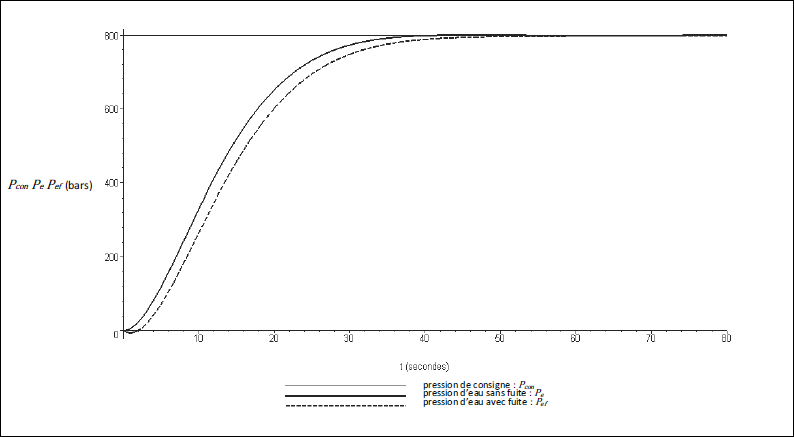 800
600
400
200
0
Pcon Pe Pef (bars)
10 20 30 40 50 60 70 80
t (secondes)
pression de consigne : Pcon
pression d'eau sans fuite : Pe
pression d'eau avec fuite : Pef